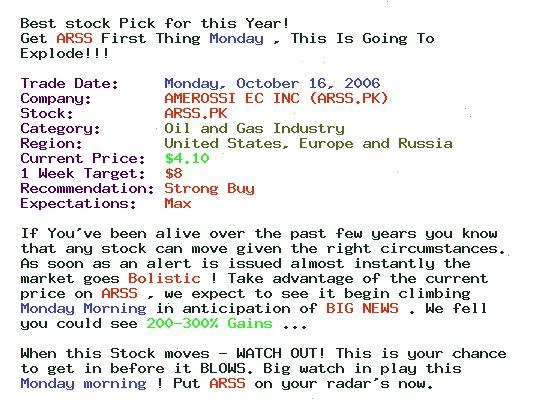 Best stock Pick for this Year!
Get ARSS First Thing Monday , This Is Going To
Explode!!!
Trade Date: Monday, October 16, 2006
Company: AMEROSSI EC INC (ARSS.PK)
Stock: ARSS.PK
Category: Oil and Gas Industry
Region: United States, Europe and Russia
Current Price: $4.10
1 Week Target: $8
Recommendation: Strong Buy
Expectations: Max
If You've been alive over the past few years you know
that any stock can move given the right circumstances.
As soon as an alert is issued almost instantly the
market goes Bolistic ! Take advantage of the current
price on ARSS , we expect to see it begin climbing
Monday Morning in anticipation of BIG NEWS . We fell
you could see 200-300% Gains ...
When this Stock moves - WATCH OUT! This is your chance
to get in before it BLOWS. Big watch in play this
Monday morning ! Put ARSS on your radar's now.